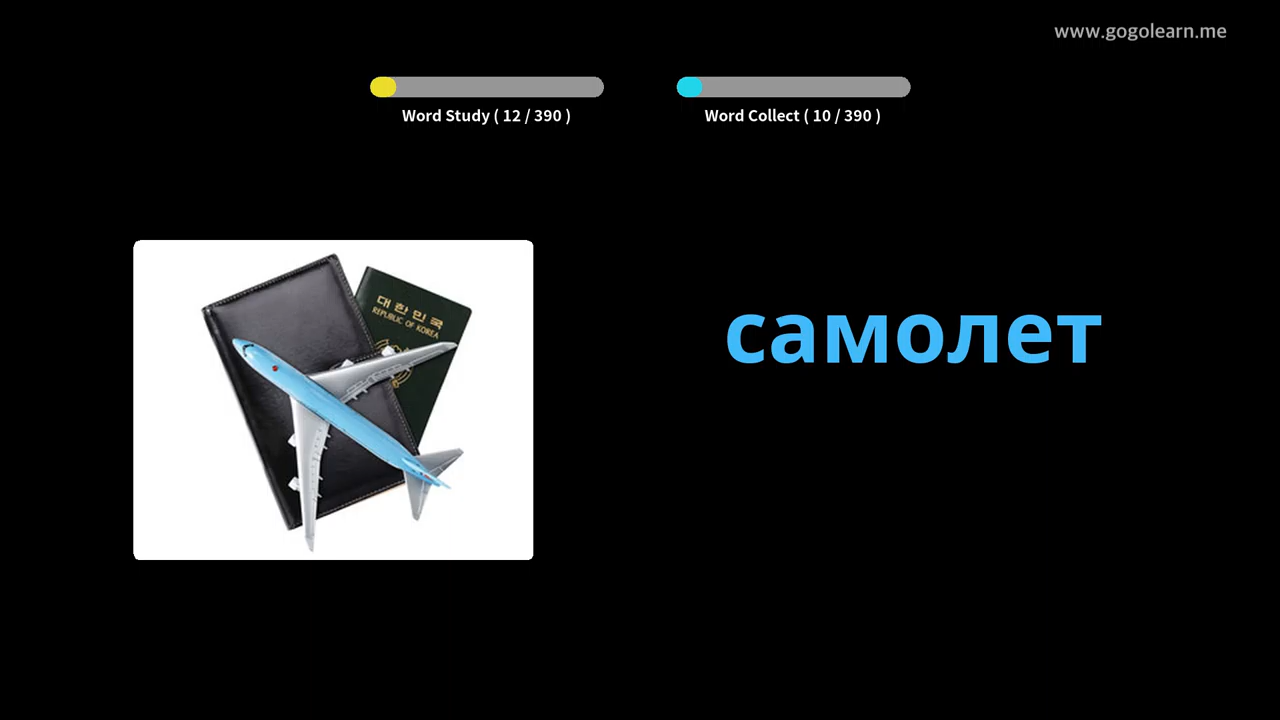 www.gogolearn.me
Word Study ( 12 / 390 )
Word Collect ( 10 / 390 )
대한민국
REPUBLIC OF KOREA
самолет